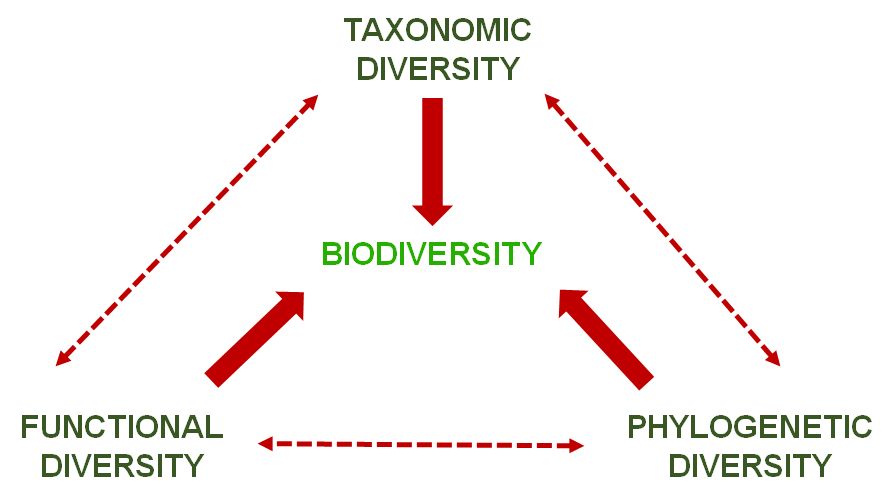 TAXONOMIC
DIVERSITY
BIODIVERSITY
FUNCTIONAL
DIVERSITY
PHYLOGENETIC
DIVERSITY